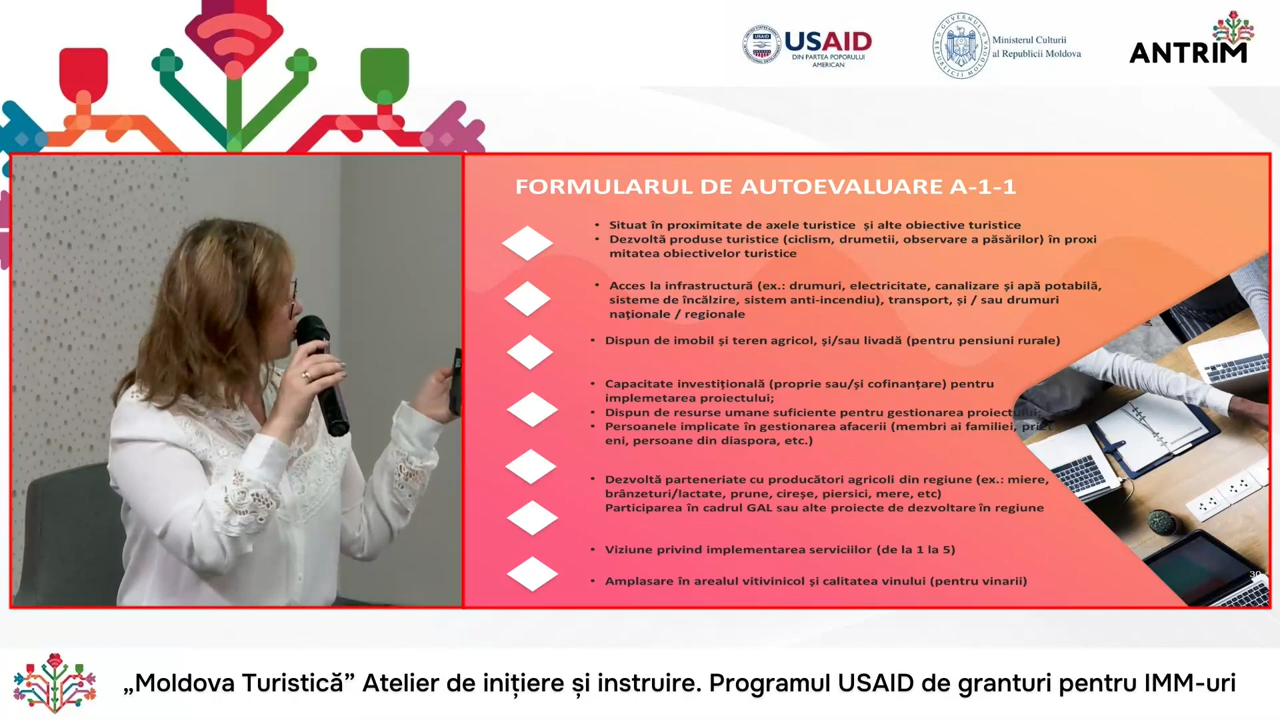 USAID
DIN PARTEA POPORULUI
AMERICAN
Ministerul Culturii
al Republicii Moldova
ANTRIM
FORMULARUL DE AUTOEVALUARE A-1-1
• Situat în proximitate de axele turistice și alte obiective turistice
• Dezvoltă produse turistice (ciclism, drumetii, observare a păsărilor) în proxi
mitatea obiectivelor turistice
• Acces la infrastructură (ex.: drumuri, electricitate, canalizare și apă potabilă,
sisteme de încălzire, sistem anti-incendiu), transport, și / sau drumuri
naționale / regionale
• Dispun de imobil și teren agricol, și/sau livadă (pentru pensiuni rurale)
• Capacitate investițională (proprie sau/și cofinanțare) pentru
implemetarea proiectului;
• Dispun de resurse umane suficiente pentru gestionarea proiectului;
• Persoanele implicate în gestionarea afacerii (membri ai familiei, priet
eni, persoane din diaspora, etc.)
• Dezvoltă parteneriate cu producători agricoli din regiune (ex.: miere,
brânzeturi/lactate, prune, cireșe, piersici, mere, etc)
Participarea în cadrul GAL sau alte proiecte de dezvoltare în regiune
• Viziune privind implementarea serviciilor (de la 1 la 5)
• Amplasare în arealul vitivinicol și calitatea vinului (pentru vinarii)
30
„Moldova Turistică” Atelier de inițiere și instruire. Programul USAID de granturi pentru IMM-uri